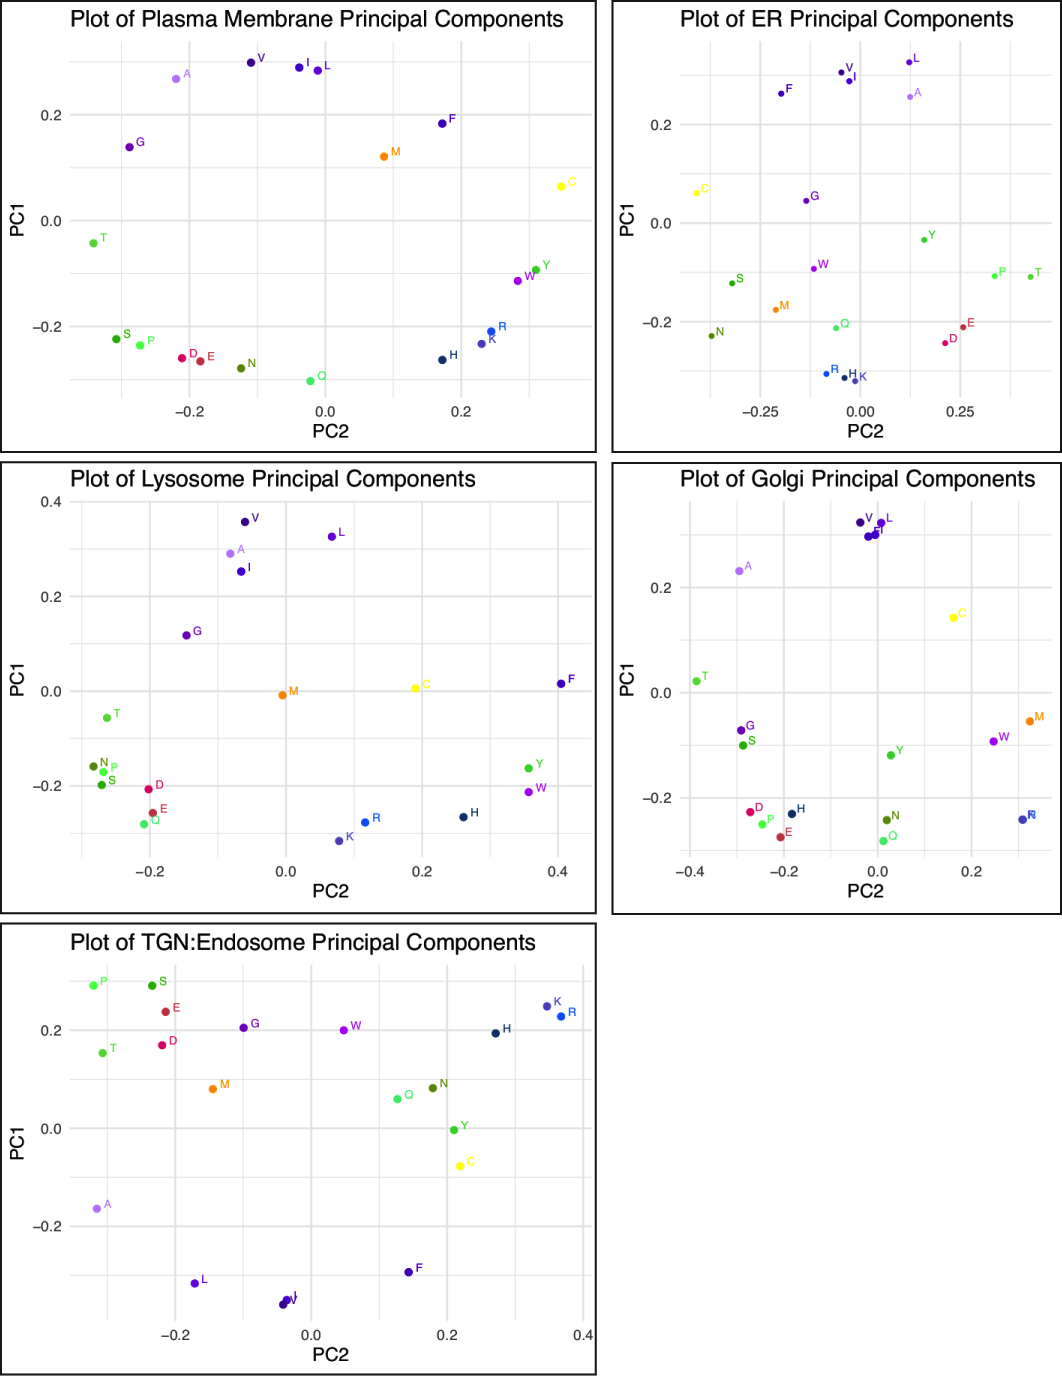 Plot of Plasma Membrane Principal Components
V
I
L
A
F
G
M
C
T
Y
W
S
P
D
E
N
Q
H
K
R
0.2
0.0
−0.2
PC1
−0.2
0.0
0.2
PC2
Plot of ER Principal Components
L
V
I
F
A
C
G
Y
W
P
T
S
M
N
Q
E
D
R
H
K
0.2
0.0
−0.2
PC1
−0.25
0.00
0.25
PC2
Plot of Lysosome Principal Components
V
L
A
I
G
M
C
F
T
N
P
S
D
E
Q
Y
W
H
R
K
0.4
0.2
0.0
−0.2
PC1
−0.2
0.0
0.2
0.4
PC2
Plot of Golgi Principal Components
V
L
F
I
A
C
T
M
G
S
W
Y
D
P
H
E
N
Q
K
R
0.2
0.0
−0.2
PC1
−0.4
−0.2
0.0
0.2
PC2
Plot of TGN:Endosome Principal Components
P
S
E
G
W
K
R
H
D
T
M
Q
N
Y
C
A
L
I
V
F
0.2
0.0
−0.2
PC1
−0.2
0.0
0.2
0.4
PC2